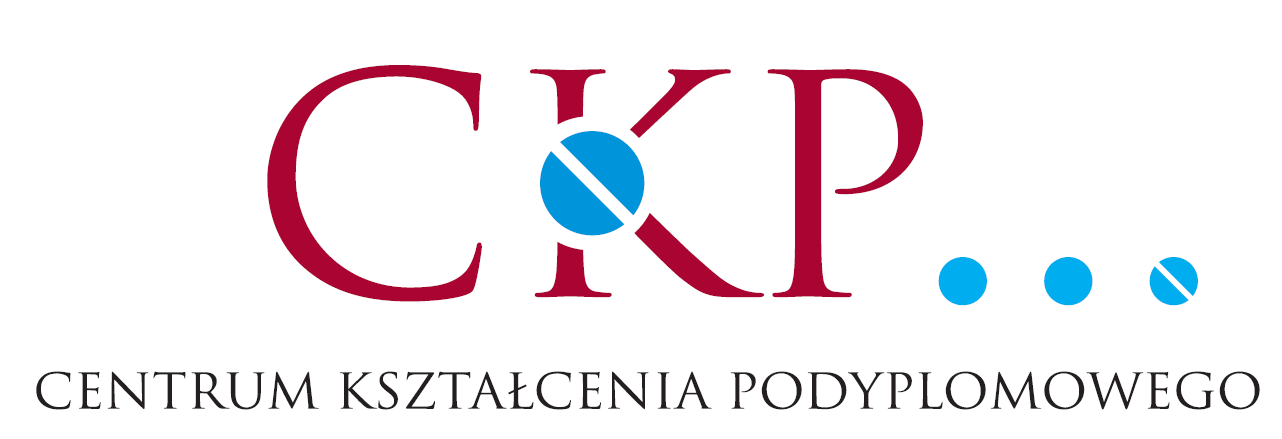 CKP...
CENTRUM KSZTAŁCENIA PODYPLOMOWEGO